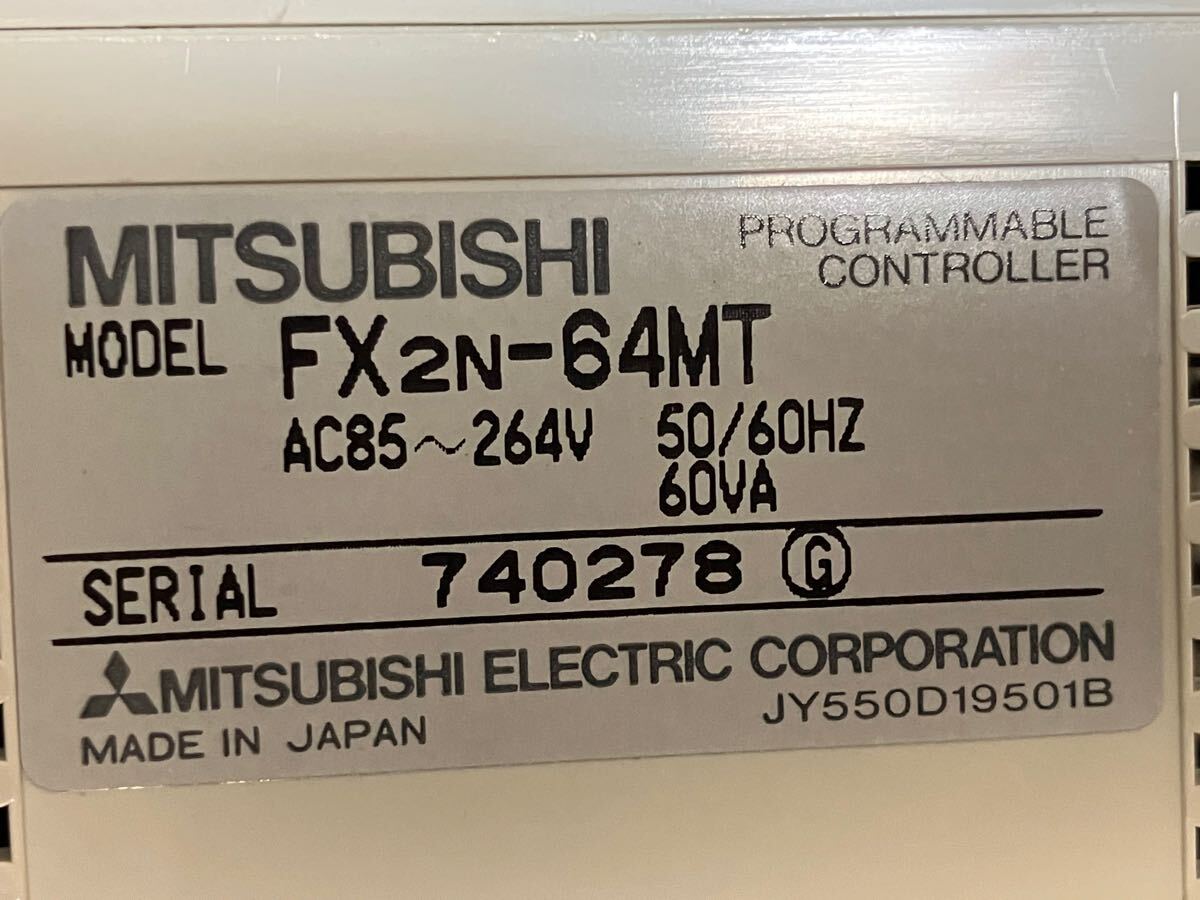 MITSUBISHI
PROGRAMMABLE
CONTROLLER
MODEL FX2N-64MT
AC85～264V 50/60HZ
60VA
SERIAL 740278 Ⓖ
MITSUBISHI ELECTRIC CORPORATION
MADE IN JAPAN JY550D19501B